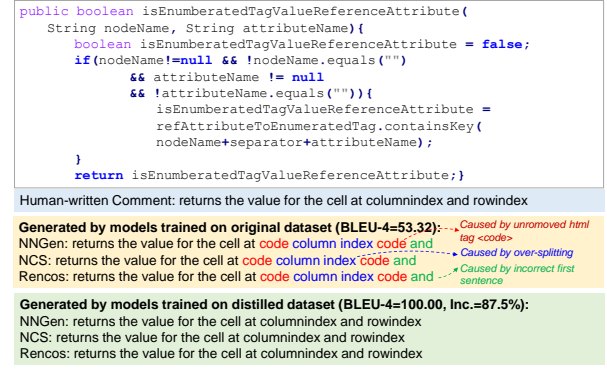 public boolean isEnumberatedTagValueReferenceAttribute(
String nodeName, String attributeName){
boolean isEnumberatedTagValueReferenceAttribute = false;
if(nodeName!=null && !nodeName.equals("")
&& attributeName != null
&& !attributeName.equals("")){
isEnumberatedTagValueReferenceAttribute =
refAttributeToEnumeratedTag.containsKey(
nodeName+separator+attributeName);
}
return isEnumberatedTagValueReferenceAttribute;}
Human-written Comment: returns the value for the cell at columnindex and rowindex
Generated by models trained on original dataset (BLEU-4=53.32):
Caused by unremoved html
tag <code>
NNGen: returns the value for the cell at code column index code and
Caused by over-splitting
NCS: returns the value for the cell at code column index code and
Caused by incorrect first
sentence
Rencos: returns the value for the cell at code column index code and
Generated by models trained on distilled dataset (BLEU-4=100.00, Inc.=87.5%):
NNGen: returns the value for the cell at columnindex and rowindex
NCS: returns the value for the cell at columnindex and rowindex
Rencos: returns the value for the cell at columnindex and rowindex